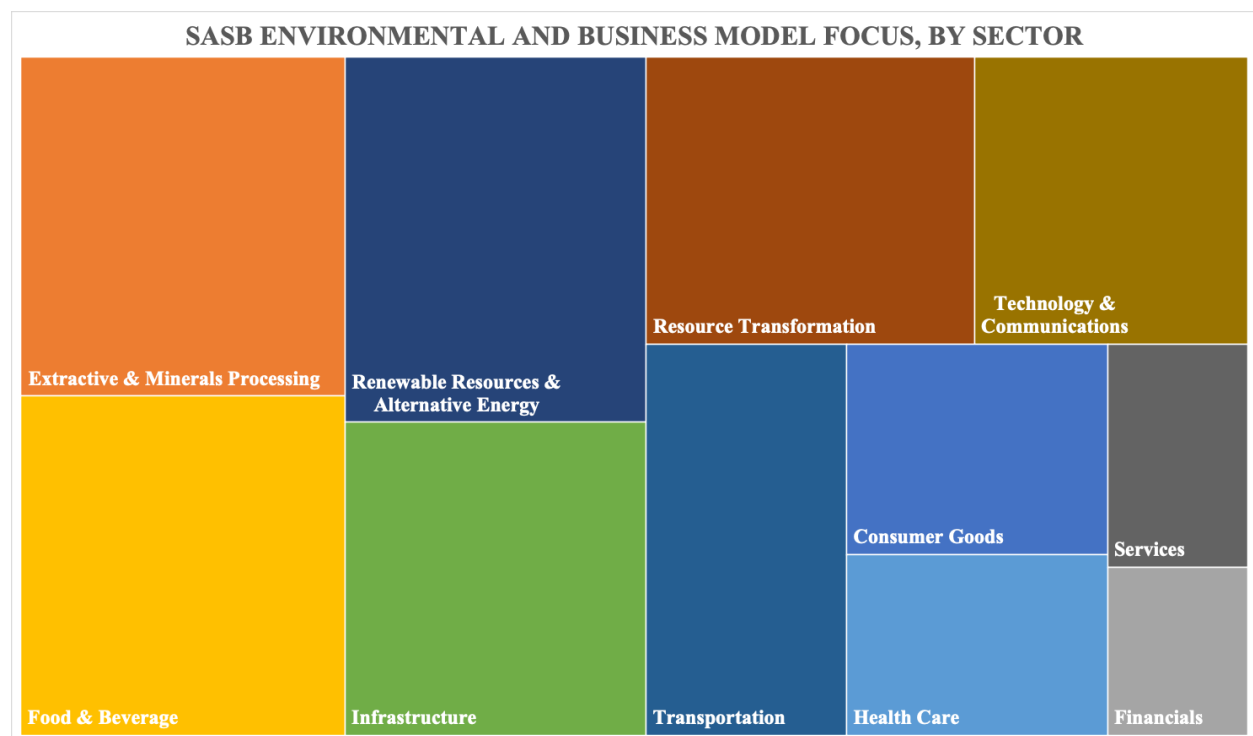 SASB ENVIRONMENTAL AND BUSINESS MODEL FOCUS, BY SECTOR
Extractive & Minerals Processing
Renewable Resources &
Alternative Energy
Resource Transformation
Technology &
Communications
Food & Beverage
Infrastructure
Transportation
Consumer Goods
Services
Health Care
Financials